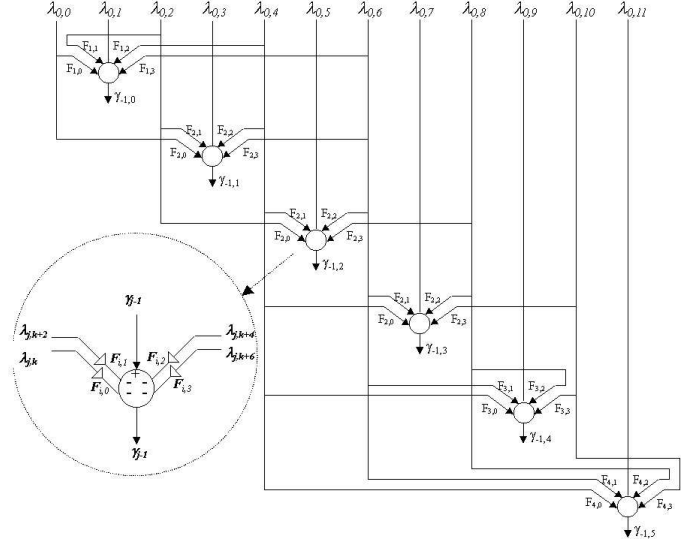 λ0,0 λ0,1 λ0,2 λ0,3 λ0,4 λ0,5 λ0,6 λ0,7 λ0,8 λ0,9 λ0,10 λ0,11
F1,1 F1,2
F1,0 F1,3
γ-1,0
F2,1 F2,2
F2,0 F2,3
γ-1,1
F2,1 F2,2
F2,0 F2,3
γ-1,2
F2,1 F2,2
F2,0 F2,3
γ-1,3
γj-1
λj,k+2 λj,k+4
λj,k Fi,1 Fi,2 λj,k+6
Fi,0 + Fi,3
- -
- -
γj-1
F3,1 F3,2
F3,0 F3,3
γ-1,4
F4,1 F4,2
F4,0 F4,3
γ-1,5